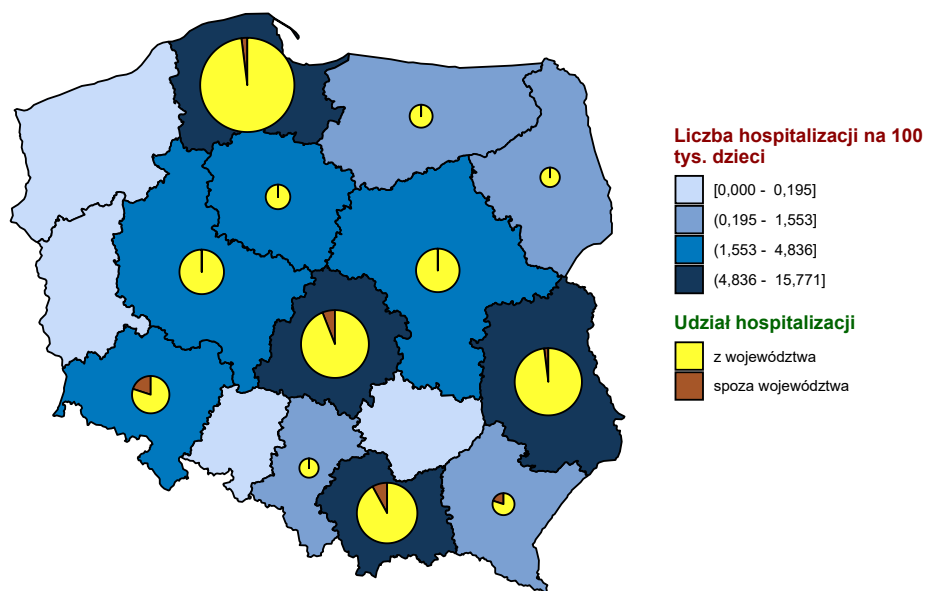 Liczba hospitalizacji na 100
tys. dzieci
[0,000 - 0,195]
(0,195 - 1,553]
(1,553 - 4,836]
(4,836 - 15,771]
Udział hospitalizacji
z województwa
spoza województwa